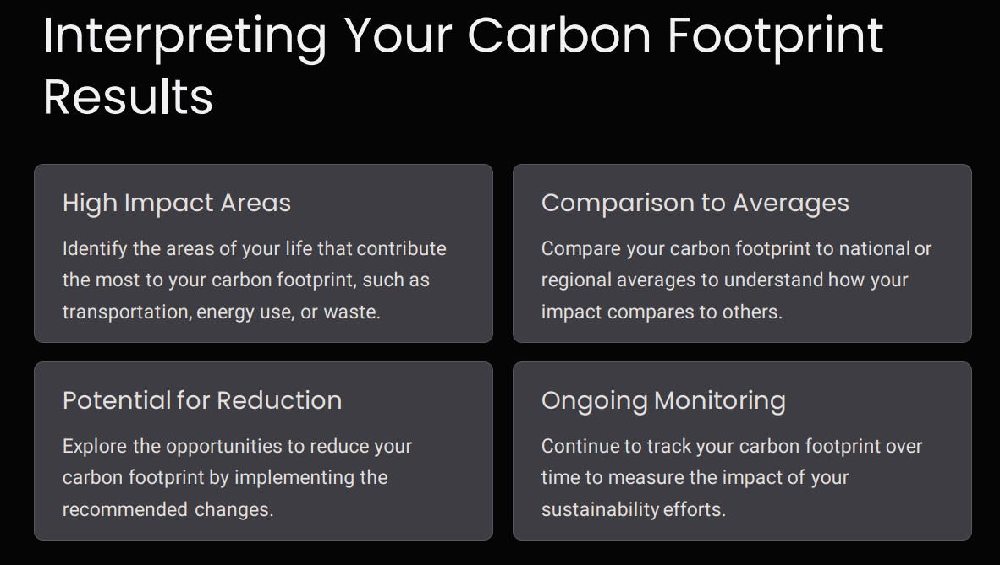 Interpreting Your Carbon Footprint
Results
High Impact Areas
Identify the areas of your life that contribute
the most to your carbon footprint, such as
transportation, energy use, or waste.
Comparison to Averages
Compare your carbon footprint to national or
regional averages to understand how your
impact compares to others.
Potential for Reduction
Explore the opportunities to reduce your
carbon footprint by implementing the
recommended changes.
Ongoing Monitoring
Continue to track your carbon footprint over
time to measure the impact of your
sustainability efforts.